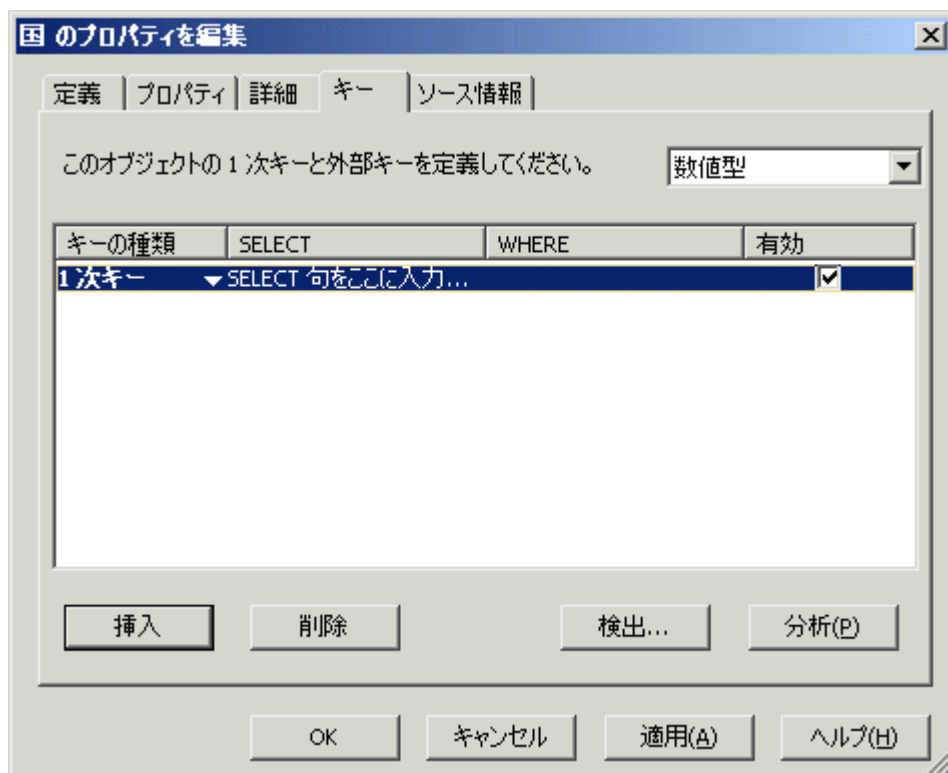 国 のプロパティを編集
定義 プロパティ 詳細 キー ソース情報
このオブジェクトの 1 次キーと外部キーを定義してください。 数値型
キーの種類 SELECT WHERE 有効
1 次キー SELECT 句をここに入力...
挿入 削除 検出... 分析(P)
OK キャンセル 適用(A) ヘルプ(H)